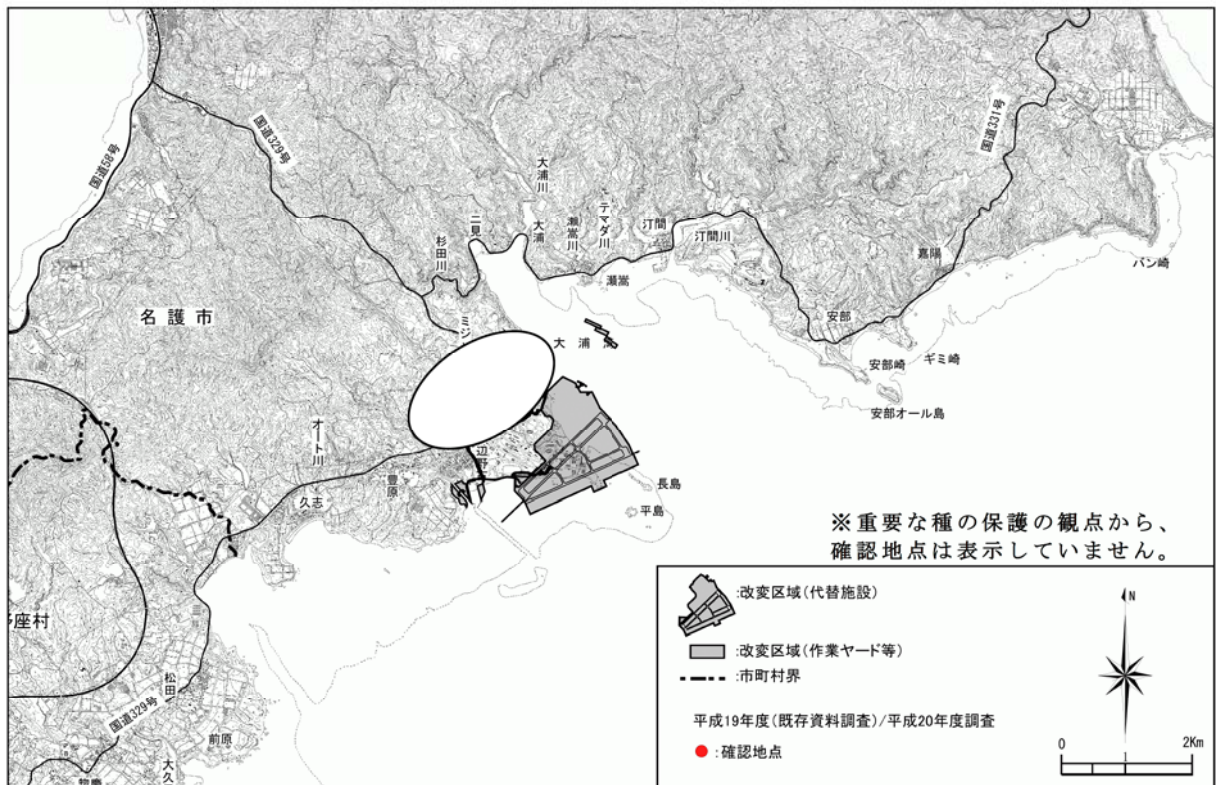 国道58号
国道329号
国道331号
大浦川
テマダ川
瀬嵩川
汀間
大浦
二見
杉田川
汀間川
嘉陽
バン崎
瀬嵩
名護市
ミジ
安部
ギミ崎
安部崎
安部オール島
オート川
辺野
豊原
久志
長島
平島
※重要な種の保護の観点から、
確認地点は表示していません。
座村
松田
国道329号
前原
大久
:改変区域(代替施設)
:改変区域(作業ヤード等)
:市町村界
平成19年度(既存資料調査)/平成20年度調査
:確認地点
N
0 1 2Km